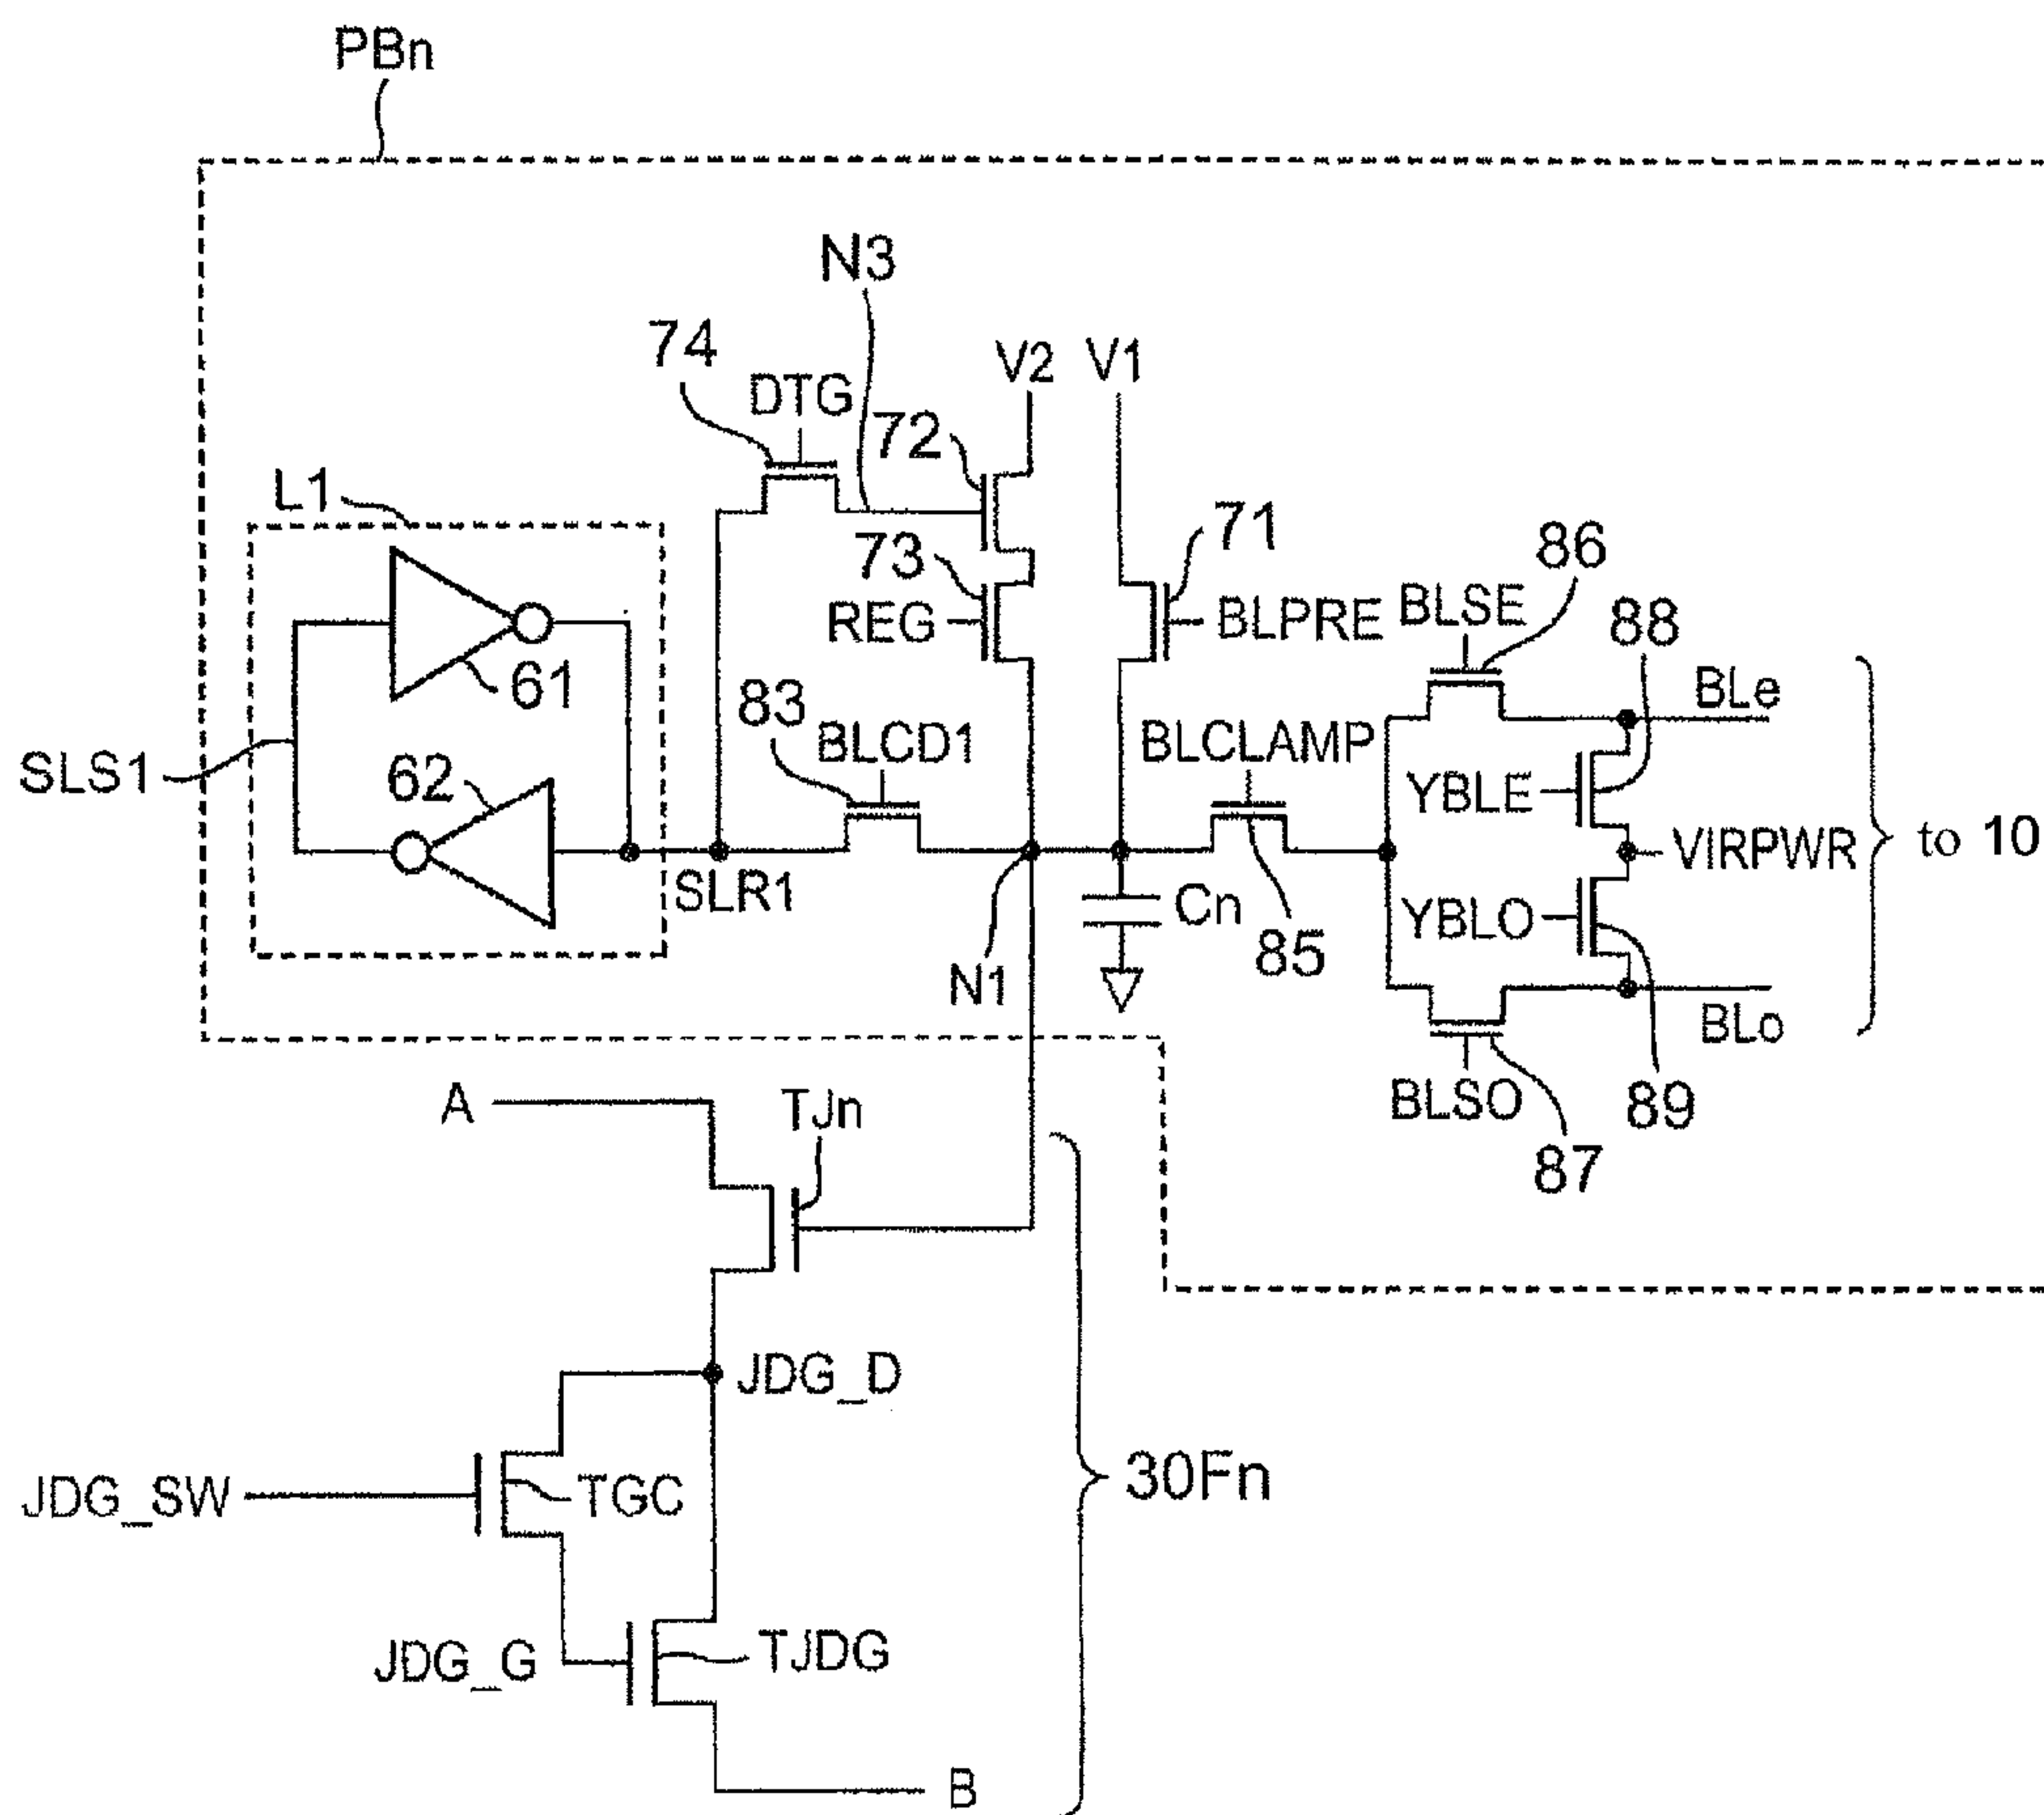 PBn
N3
74
DTG
V2
V1
72
L1
73
71
86
REG
BLPRE
BLSE
88
61
83
BLe
BLCD1
BLCLAMP
SLS1
62
YBLE
VIRPWR
to 10
SLR1
Cn
YBLO
85
N1
BLo
A
TJn
BLSO
89
87
JDG_D
30Fn
JDG_SW
TGC
JDG_G
TJDG
B